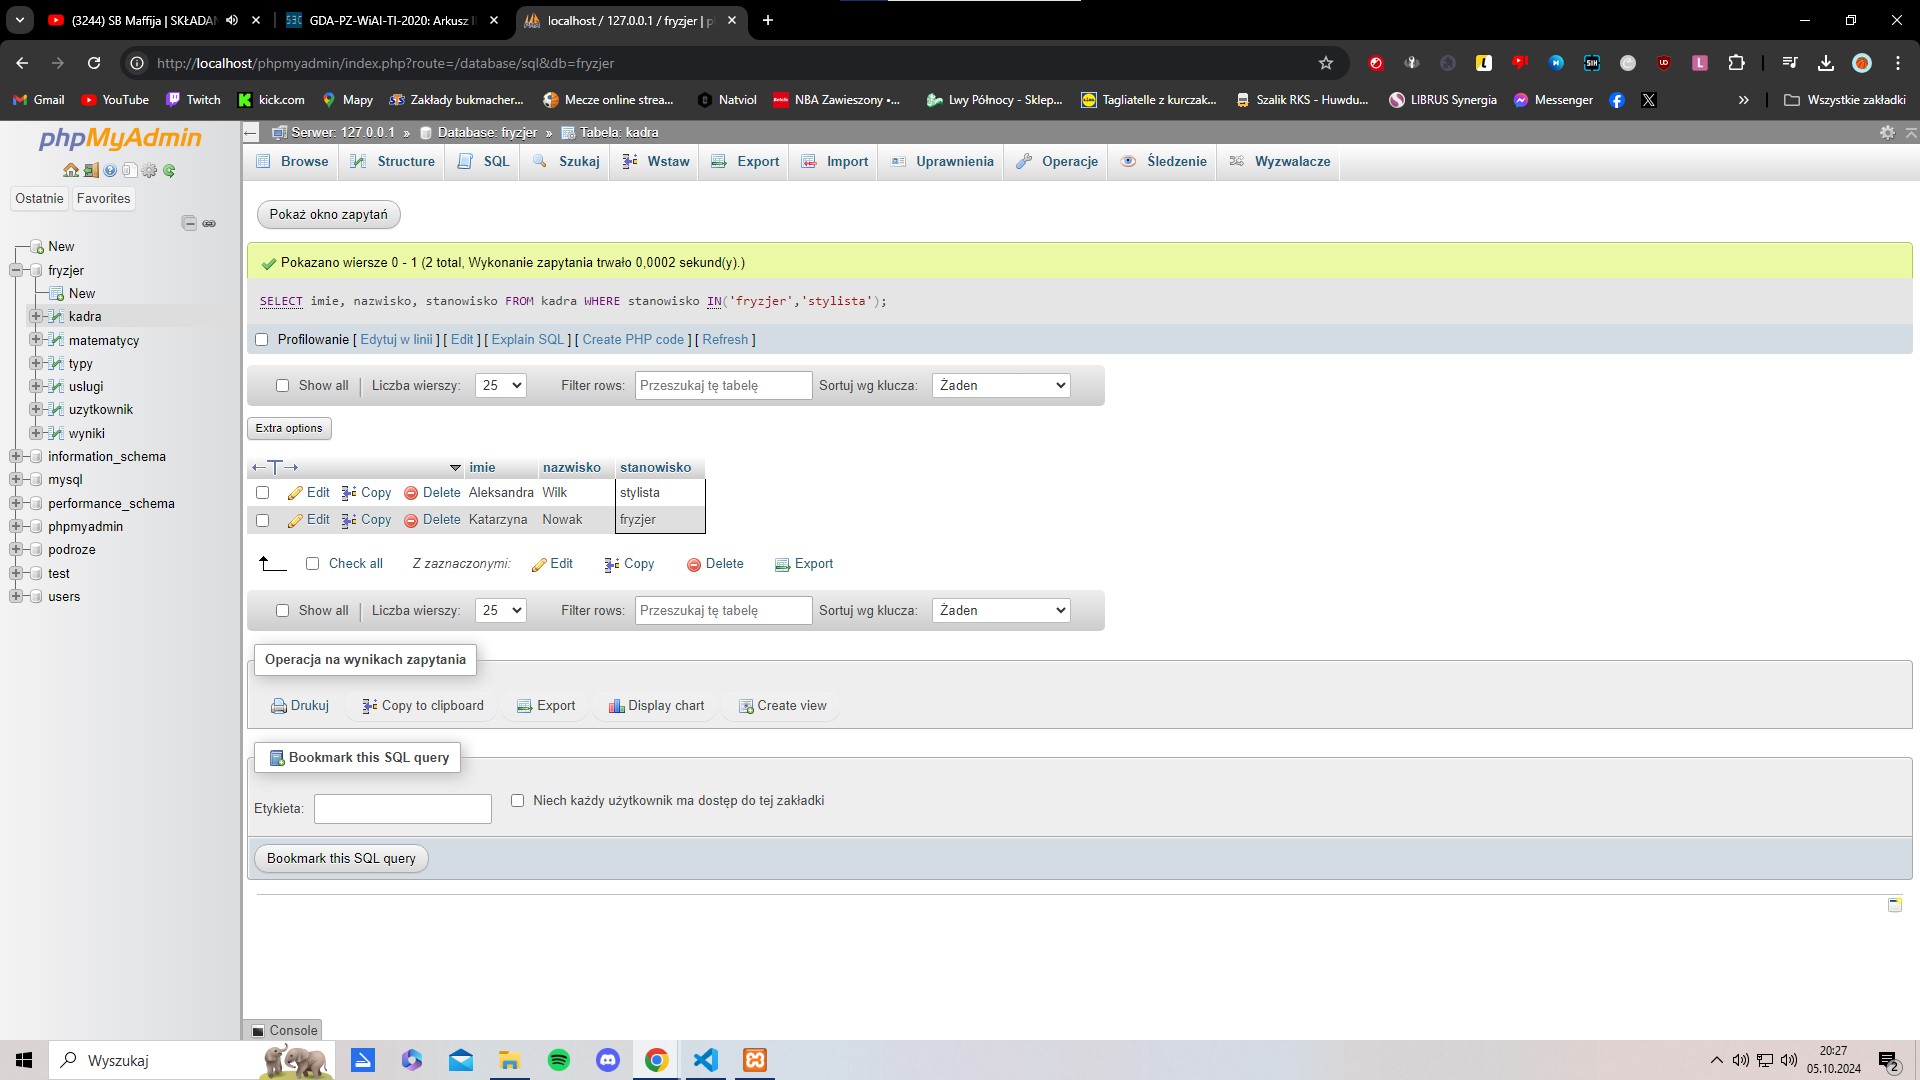 (3244) SB Maffija | SKŁADAN
GDA-PZ-WiAI-TI-2020: Arkusz II
localhost / 127.0.0.1 / fryzjer | p
http://localhost/phpmyadmin/index.php?route=/database/sql&db=fryzjer
Gmail YouTube Twitch kick.com Mapy Zakłady bukmacher... Mecze online strea... Natviol NBA Zawieszony •... Lwy Północy - Sklep... Tagliatelle z kurczak... Szalik RKS - Huwdu... LIBRUS Synergia Messenger » Wszystkie zakładki
phpMyAdmin
Ostatnie Favorites
New
fryzjer
New
kadra
matematycy
typy
uslugi
uzytkownik
wyniki
information_schema
mysql
performance_schema
phpmyadmin
podroze
test
users
Serwer: 127.0.0.1 » Database: fryzjer » Tabela: kadra
Browse Structure SQL Szukaj Wstaw Export Import Uprawnienia Operacje Śledzenie Wyzwalacze
Pokaż okno zapytań
Pokazano wiersze 0 - 1 (2 total, Wykonanie zapytania trwało 0,0002 sekund(y).)
SELECT imie, nazwisko, stanowisko FROM kadra WHERE stanowisko IN('fryzjer','stylista');
Profilowanie [ Edytuj w linii ] [ Edit ] [ Explain SQL ] [ Create PHP code ] [ Refresh ]
Show all | Liczba wierszy: 25 Filter rows: Przeszukaj tę tabelę Sortuj wg klucza: Żaden
Extra options
←T→ imie nazwisko stanowisko
Edit Copy Delete Aleksandra Wilk stylista
Edit Copy Delete Katarzyna Nowak fryzjer
Check all Z zaznaczonymi: Edit Copy Delete Export
Show all | Liczba wierszy: 25 Filter rows: Przeszukaj tę tabelę Sortuj wg klucza: Żaden
Operacja na wynikach zapytania
Drukuj Copy to clipboard Export Display chart Create view
Bookmark this SQL query
Etykieta: Niech każdy użytkownik ma dostęp do tej zakładki
Bookmark this SQL query
Console
Wyszukaj
20:27
05.10.2024
2